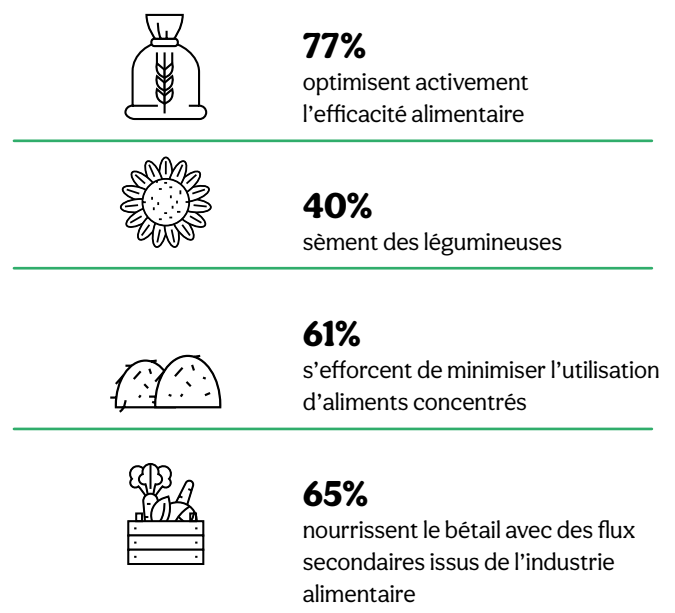 77%
optimisent activement
l’efficacité alimentaire
40%
sèment des légumineuses
61%
s’efforcent de minimiser l’utilisation
d’aliments concentrés
65%
nourrissent le bétail avec des flux
secondaires issus de l’industrie
alimentaire